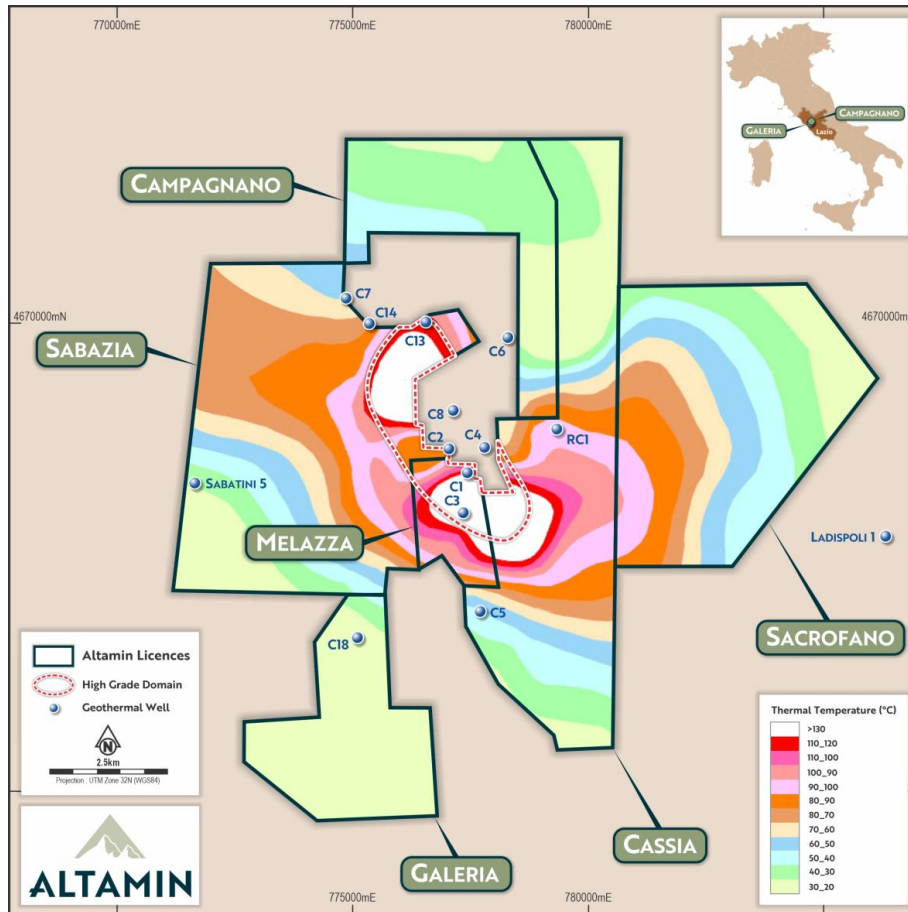 770000mE
775000mE
780000mE
CAMPAGNANO
GALERIA
Lazio
CAMPAGNANO
C7
C14
4670000mN
C13
C6
4670000mN
SABAZIA
C8
C2
C4
RC1
C1
SABATINI 5
C3
MELAZZA
LADISPOLI 1
C5
C18
SACROFANO
Altamin Licences
High Grade Domain
Geothermal Well
N
2.5km
Projection : UTM Zone 32N (WGS84)
Thermal Temperature (°C)
>130
110_120
110_100
100_90
90_100
80_90
80_70
70_60
60_50
50_40
40_30
30_20
ALTAMIN
GALERIA
CASSIA
775000mE
780000mE